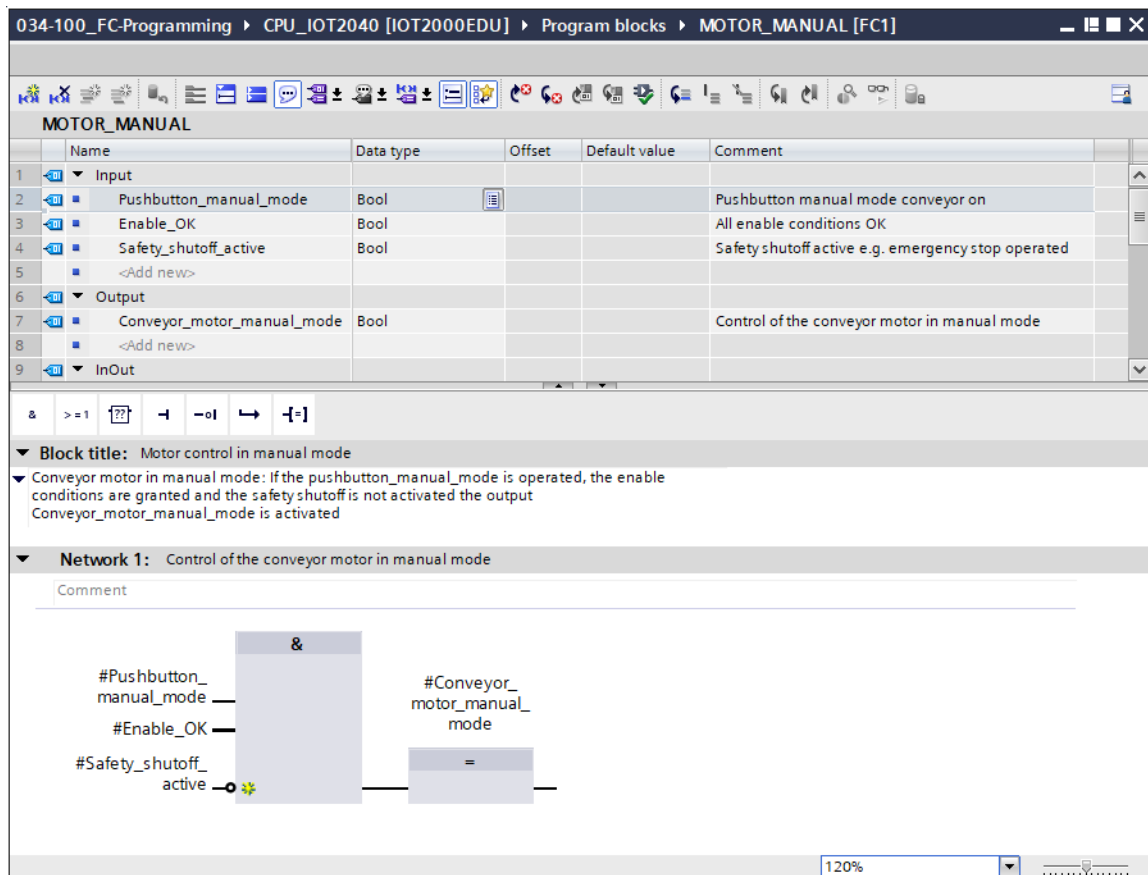 034-100_FC-Programming ▸ CPU_IOT2040 [IOT2000EDU] ▸ Program blocks ▸ MOTOR_MANUAL [FC1]
MOTOR_MANUAL
Name Data type Offset Default value Comment
1 Input
2 Pushbutton_manual_mode Bool Pushbutton manual mode conveyor on
3 Enable_OK Bool All enable conditions OK
4 Safety_shutoff_active Bool Safety shutoff active e.g. emergency stop operated
5 <Add new>
6 Output
7 Conveyor_motor_manual_mode Bool Control of the conveyor motor in manual mode
8 <Add new>
9 InOut
& >=1 ??
Block title: Motor control in manual mode
Conveyor motor in manual mode: If the pushbutton_manual_mode is operated, the enable
conditions are granted and the safety shutoff is not activated the output
Conveyor_motor_manual_mode is activated
Network 1: Control of the conveyor motor in manual mode
Comment
&
#Pushbutton_
manual_mode
#Enable_OK
#Safety_shutoff_
active
#Conveyor_
motor_manual_
mode
=
120%